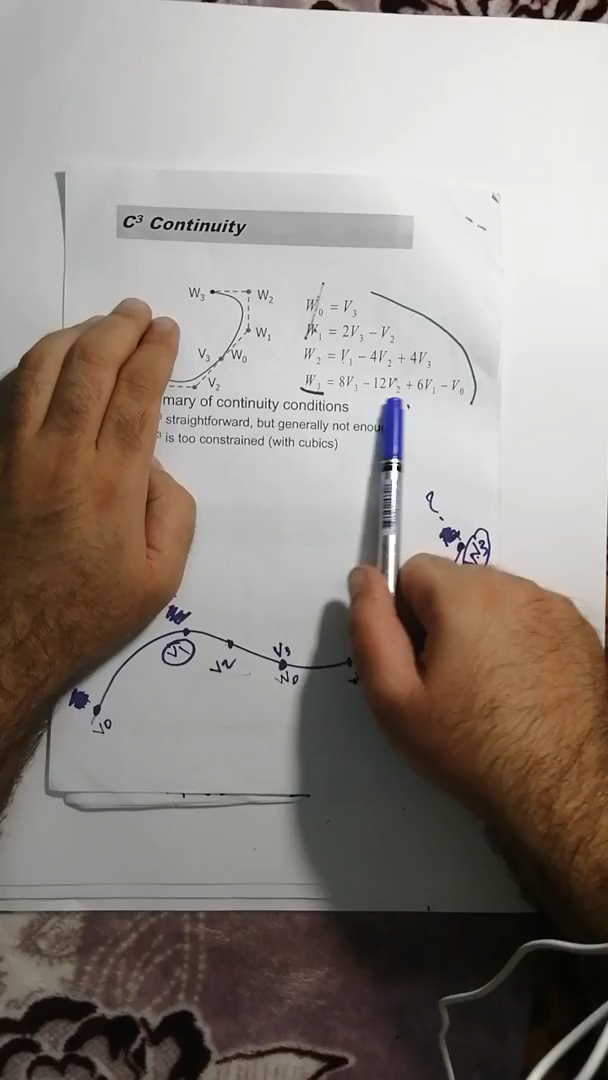 C³ Continuity
W₃
W₂
W₁
V₃
W₀
V₂
W₀ = V₃
W₁ = 2V₃ − V₂
W₂ = V₁ − 4V₂ + 4V₃
W₃ = 8V₃ − 12V₂ + 6V₁ − V₀
mary of continuity conditions
straightforward, but generally not enou
³ is too constrained (with cubics)
?
V1
V2
V3
W0
V0